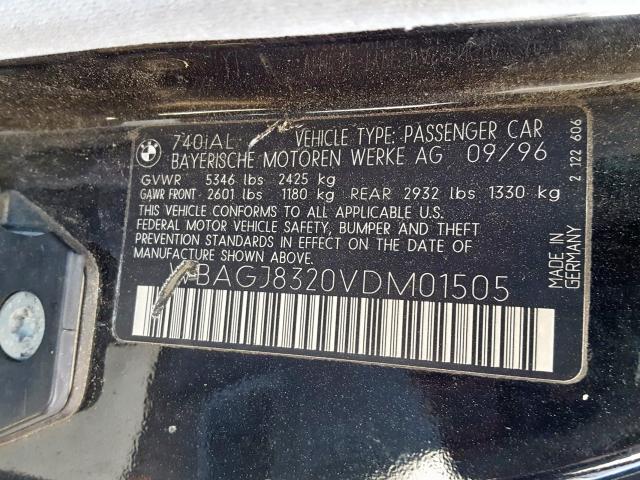 BMW
740iAL VEHICLE TYPE: PASSENGER CAR
BAYERISCHE MOTOREN WERKE AG 09/96
GVWR 5346 lbs 2425 kg
GAWR FRONT 2601 lbs 1180 kg REAR 2932 lbs 1330 kg
THIS VEHICLE CONFORMS TO ALL APPLICABLE U.S.
FEDERAL MOTOR VEHICLE SAFETY, BUMPER AND THEFT
PREVENTION STANDARDS IN EFFECT ON THE DATE OF
MANUFACTURE SHOWN ABOVE.
WBAGJ8320VDM01505
MADE IN
GERMANY
2 122 606